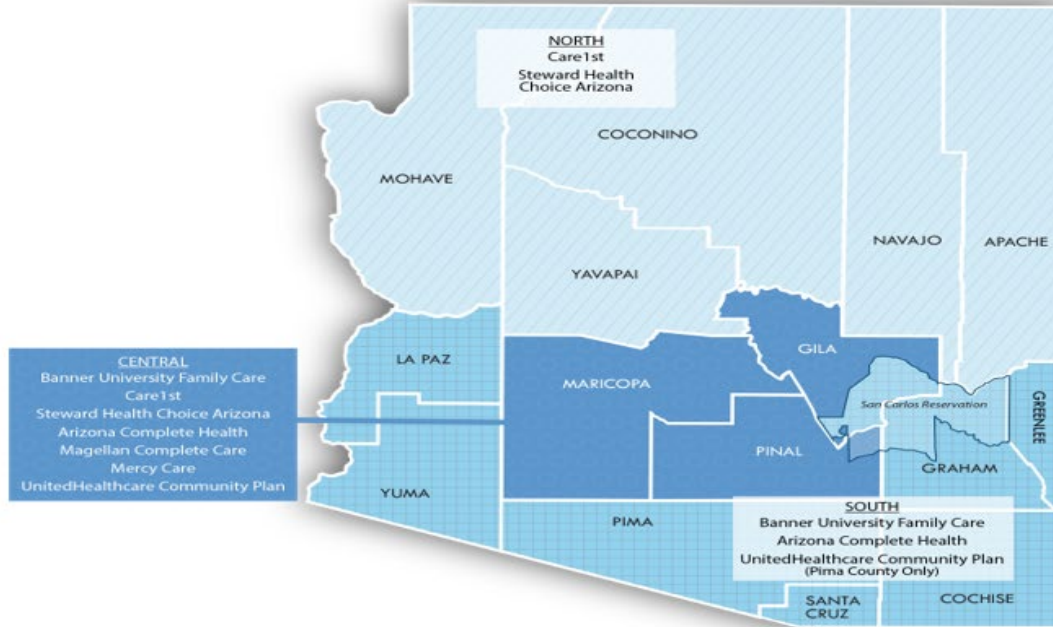 NORTH
Care1st
Steward Health
Choice Arizona
COCONINO
MOHAVE
NAVAJO
APACHE
YAVAPAI
GILA
LA PAZ
CENTRAL
Banner University Family Care
Care1st
Steward Health Choice Arizona
Arizona Complete Health
Magellan Complete Care
Mercy Care
UnitedHealthcare Community Plan
MARICOPA
San Carlos Reservation
GREENLEE
PINAL
GRAHAM
YUMA
PIMA
SOUTH
Banner University Family Care
Arizona Complete Health
UnitedHealthcare Community Plan
(Pima County Only)
SANTA
CRUZ
COCHISE